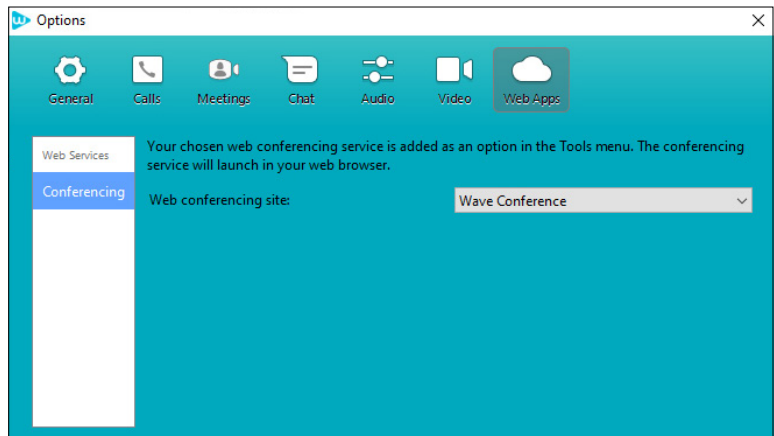 Options
General Calls Meetings Chat Audio Video Web Apps
Web Services
Conferencing
Your chosen web conferencing service is added as an option in the Tools menu. The conferencing
service will launch in your web browser.
Web conferencing site: Wave Conference